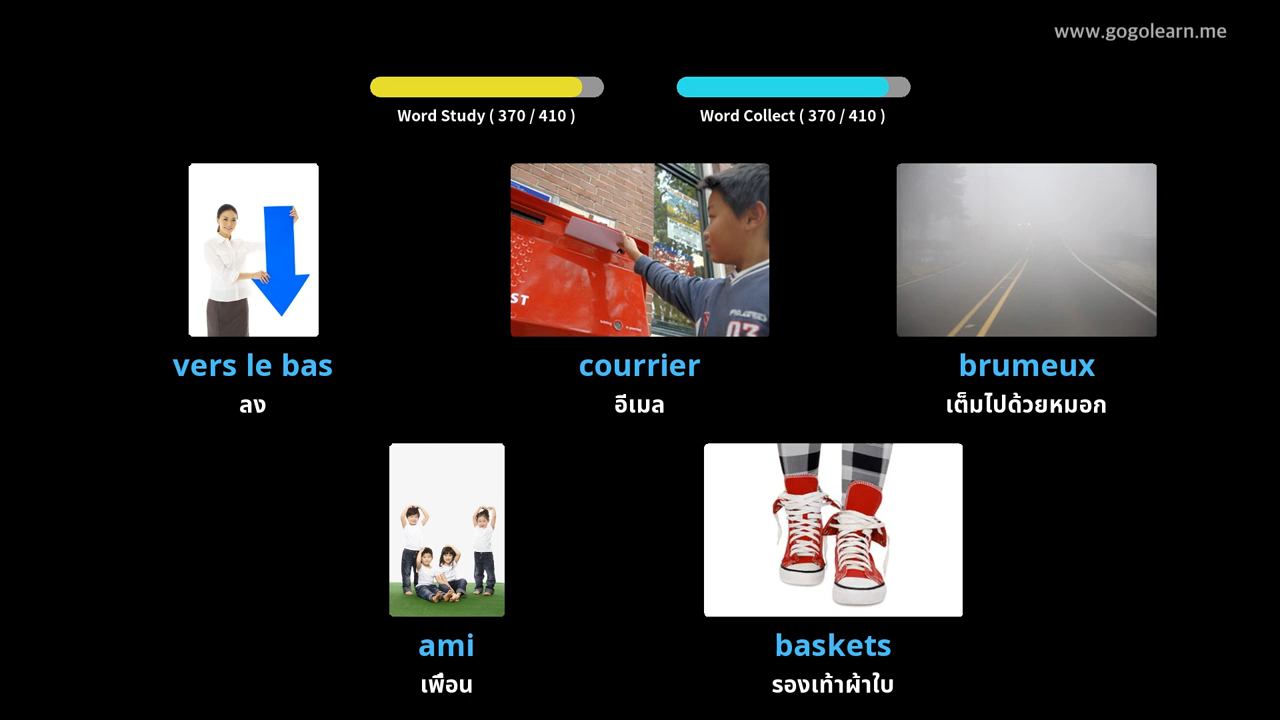 www.gogolearn.me
Word Study ( 370 / 410 )
Word Collect ( 370 / 410 )
ST
03
vers le bas
ลง
courrier
อีเมล
brumeux
เต็มไปด้วยหมอก
ami
เพื่อน
baskets
รองเท้าผ้าใบ